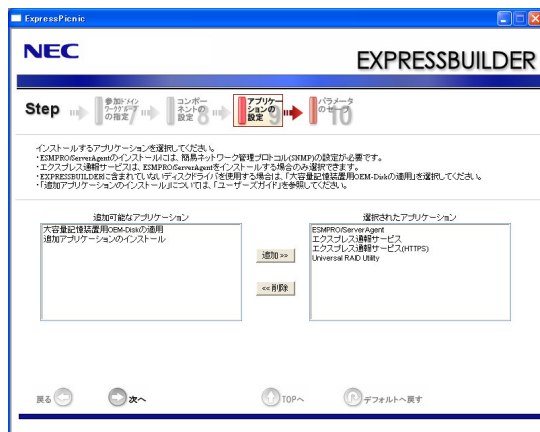 ExpressPicnic
NEC
EXPRESSBUILDER
Step
参加ドメイン
ワークグループ
の指定 7
コンポー
ネントの
設定 8
アプリケー
ションの
設定 9
パラメータ
のセーブ 10
インストールするアプリケーションを選択してください。
・ESMPRO/ServerAgentのインストールには、簡易ネットワーク管理プロトコル(SNMP)の設定が必要です。
・エクスプレス通報サービスは、ESMPRO/ServerAgentをインストールする場合のみ選択できます。
・EXPRESSBUILDERに含まれていないディスクドライバを使用する場合は、「大容量記憶装置用OEM-Diskの適用」を選択してください。
・「追加アプリケーションのインストール」については、「ユーザーズガイド」を参照してください。
追加可能なアプリケーション
選択されたアプリケーション
大容量記憶装置用OEM-Diskの適用
追加アプリケーションのインストール
追加 >>
<< 削除
ESMPRO/ServerAgent
エクスプレス通報サービス
エクスプレス通報サービス(HTTPS)
Universal RAID Utility
戻る
次へ
TOPへ
デフォルトへ戻す